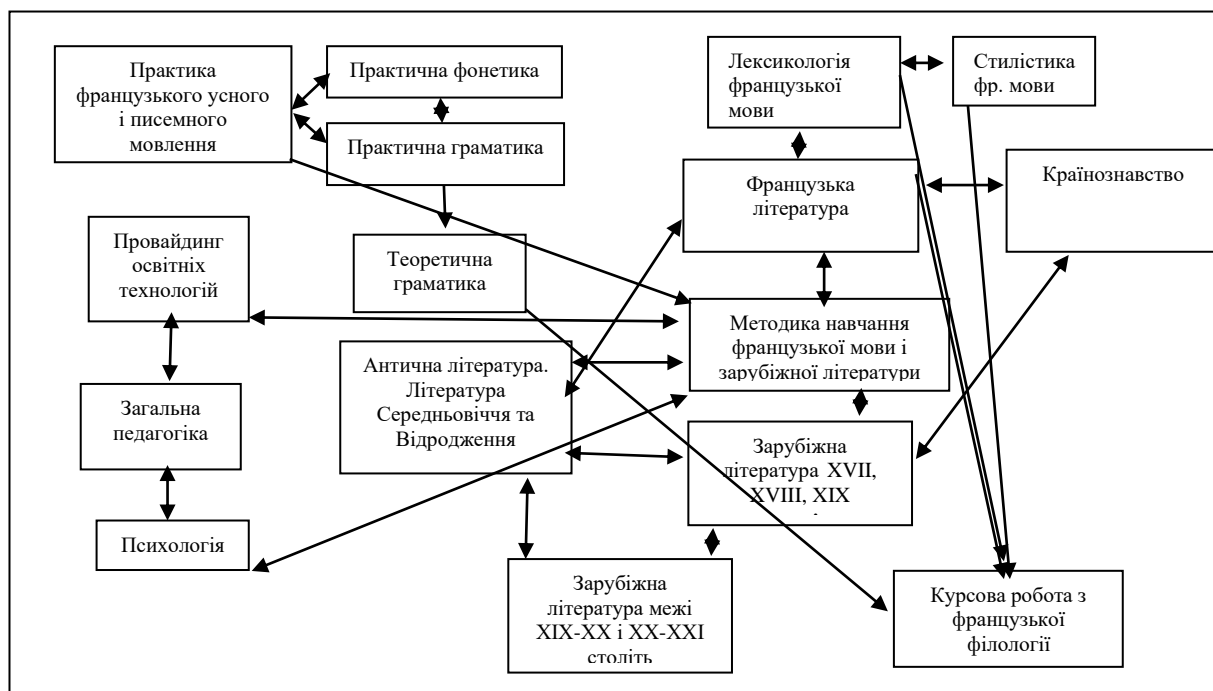 Практика
французького усного
і писемного
мовлення
Практична фонетика
Практична граматика
Лексикологія
французької
мови
Стилістика
фр. мови
Французька
література
Країнознавство
Провайдинг
освітніх
технологій
Теоретична
граматика
Методика навчання
французької мови і
зарубіжної літератури
Антична література.
Література
Середньовіччя та
Відродження
Загальна
педагогіка
Зарубіжна
література XVII,
XVIII, XIX
Психологія
Зарубіжна
література межі
XIX-XX і XX-XXI
століть
Курсова робота з
французької
філології